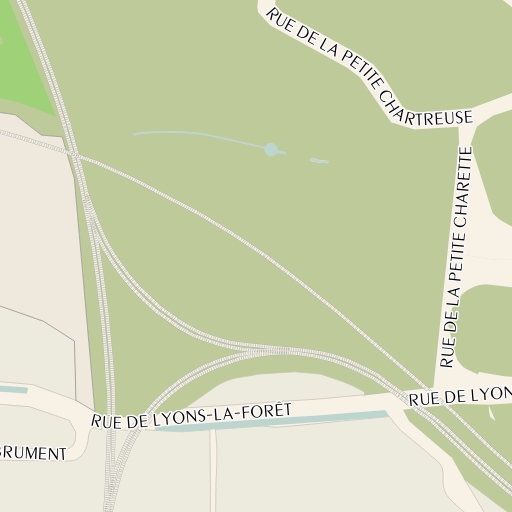 RUE DE LA PETITE CHARTREUSE
RUE DE LA PETITE CHARETTE
RUE DE LYONS-LA-FORÊT
RUE DE LYON
BRUMENT